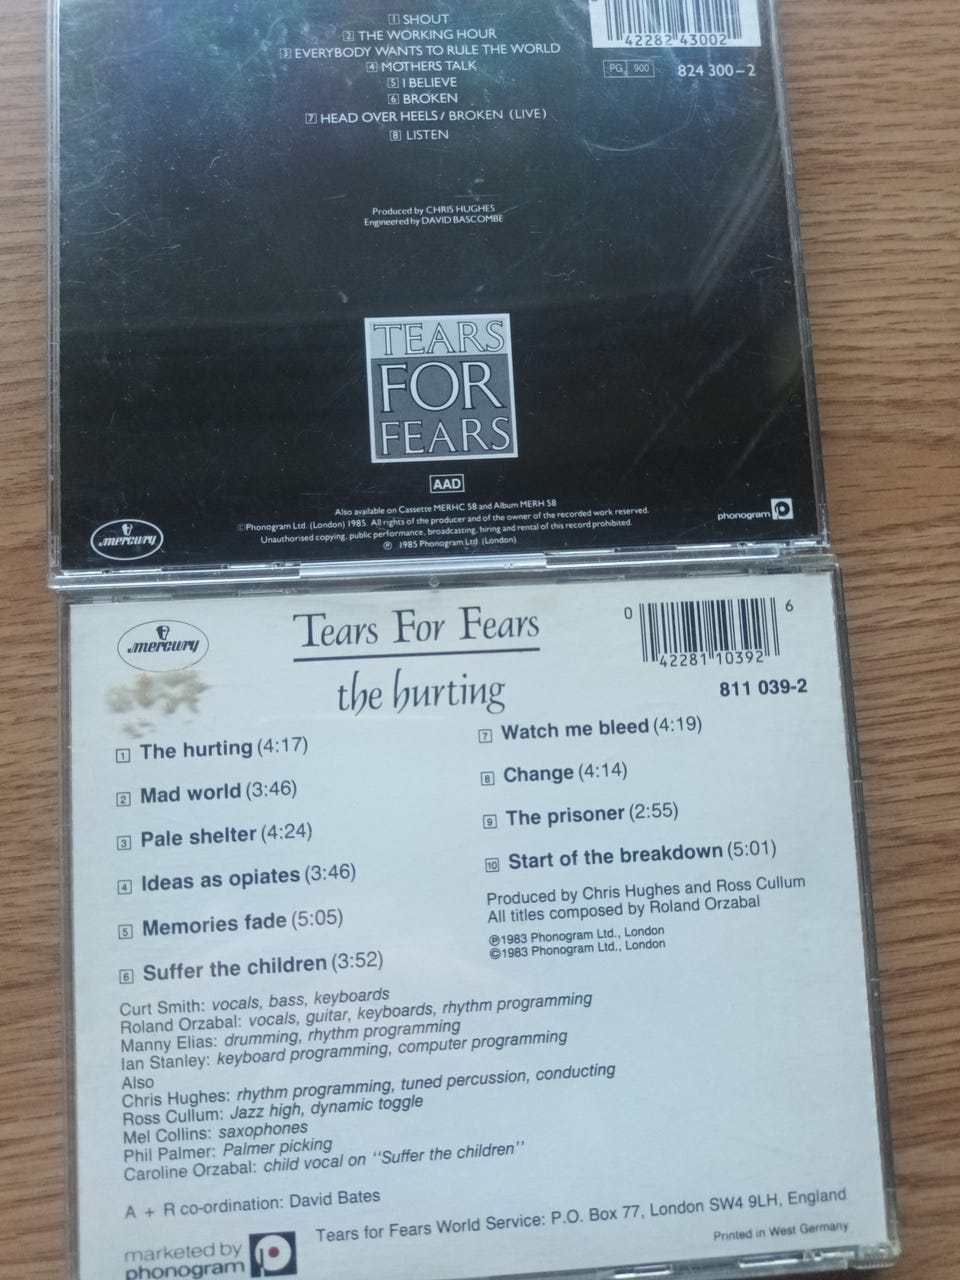 1 SHOUT
2 THE WORKING HOUR
3 EVERYBODY WANTS TO RULE THE WORLD
4 MOTHERS TALK
5 I BELIEVE
6 BROKEN
7 HEAD OVER HEELS / BROKEN (LIVE)
8 LISTEN
42282 43002
PG 900
824 300-2
Produced by CHRIS HUGHES
Engineered by DAVID BASCOMBE
TEARS
FOR
FEARS
AAD
Also available on Cassette MERHC 58 and Album MERH 58
©Phonogram Ltd. (London) 1985. All rights of the producer and of the owner of the recorded work reserved.
Unauthorised copying, public performance, broadcasting, hiring and rental of this record prohibited.
℗ 1985 Phonogram Ltd. (London)
mercury
phonogram
mercury
Tears For Fears
the hurting
0 42281 10392 6
811 039-2
1 The hurting (4:17)
2 Mad world (3:46)
3 Pale shelter (4:24)
4 Ideas as opiates (3:46)
5 Memories fade (5:05)
6 Suffer the children (3:52)
7 Watch me bleed (4:19)
8 Change (4:14)
9 The prisoner (2:55)
10 Start of the breakdown (5:01)
Produced by Chris Hughes and Ross Cullum
All titles composed by Roland Orzabal
℗1983 Phonogram Ltd., London
©1983 Phonogram Ltd., London
Curt Smith: vocals, bass, keyboards
Roland Orzabal: vocals, guitar, keyboards, rhythm programming
Manny Elias: drumming, rhythm programming
Ian Stanley: keyboard programming, computer programming
Also
Chris Hughes: rhythm programming, tuned percussion, conducting
Ross Cullum: Jazz high, dynamic toggle
Mel Collins: saxophones
Phil Palmer: Palmer picking
Caroline Orzabal: child vocal on "Suffer the children"
A + R co-ordination: David Bates
Tears for Fears World Service: P.O. Box 77, London SW4 9LH, England
Printed in West Germany
marketed by
phonogram